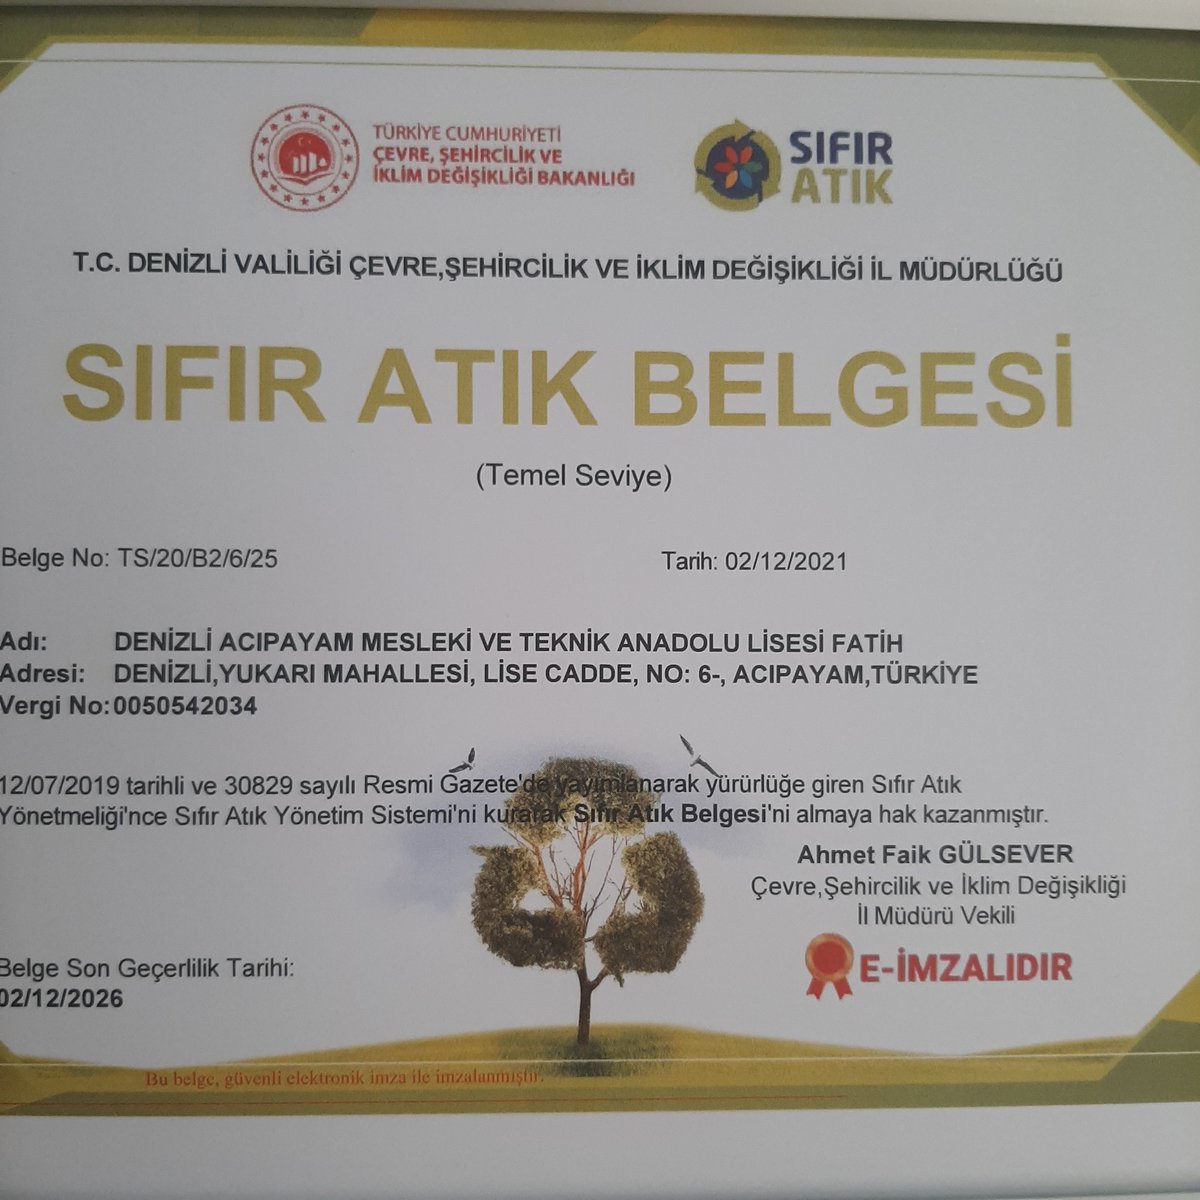 TÜRKİYE CUMHURİYETİ
ÇEVRE, ŞEHİRCİLİK VE
İKLİM DEĞİŞİKLİĞİ BAKANLIĞI
SIFIR
ATIK
T.C. DENİZLİ VALİLİĞİ ÇEVRE,ŞEHİRCİLİK VE İKLİM DEĞİŞİKLİĞİ İL MÜDÜRLÜĞÜ
SIFIR ATIK BELGESİ
(Temel Seviye)
Belge No: TS/20/B2/6/25 Tarih: 02/12/2021
Adı: DENİZLİ ACIPAYAM MESLEKİ VE TEKNİK ANADOLU LİSESİ FATİH
Adresi: DENİZLİ,YUKARI MAHALLESİ, LİSE CADDE, NO: 6-, ACIPAYAM,TÜRKİYE
Vergi No:0050542034
12/07/2019 tarihli ve 30829 sayılı Resmi Gazete'de yayımlanarak yürürlüğe giren Sıfır Atık
Yönetmeliği'nce Sıfır Atık Yönetim Sistemi'ni kurarak Sıfır Atık Belgesi'ni almaya hak kazanmıştır.
Ahmet Faik GÜLSEVER
Çevre,Şehircilik ve İklim Değişikliği
İl Müdürü Vekili
E-İMZALIDIR
Belge Son Geçerlilik Tarihi:
02/12/2026
Bu belge, güvenli elektronik imza ile imzalanmıştır.